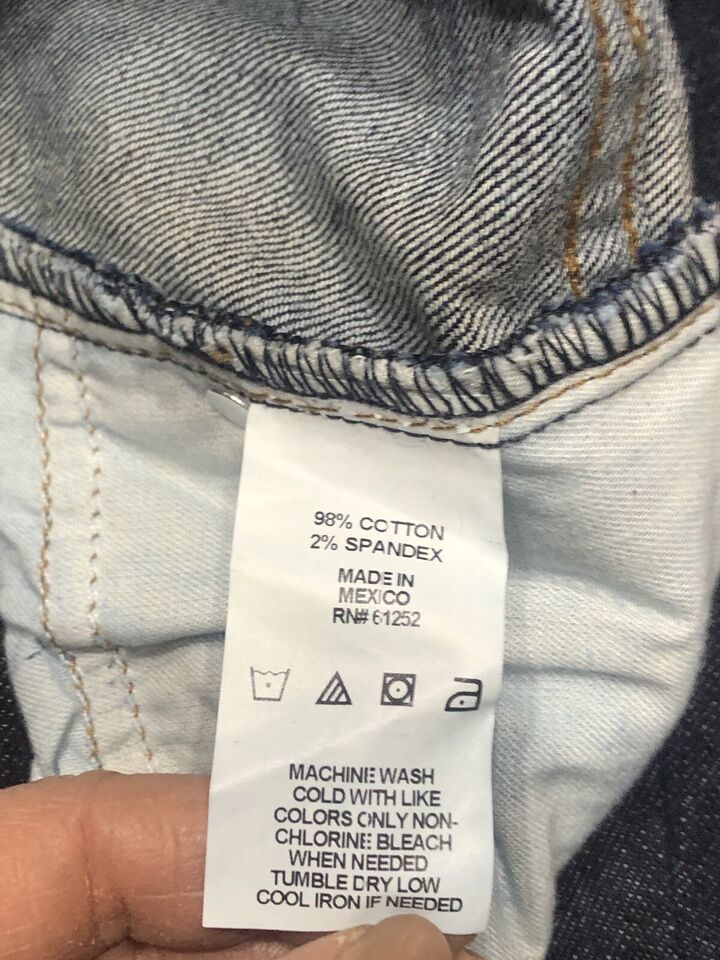 98% COTTON
2% SPANDEX
MADE IN
MEXICO
RN# 61252
MACHINE WASH
COLD WITH LIKE
COLORS ONLY NON-
CHLORINE BLEACH
WHEN NEEDED
TUMBLE DRY LOW
COOL IRON IF NEEDED